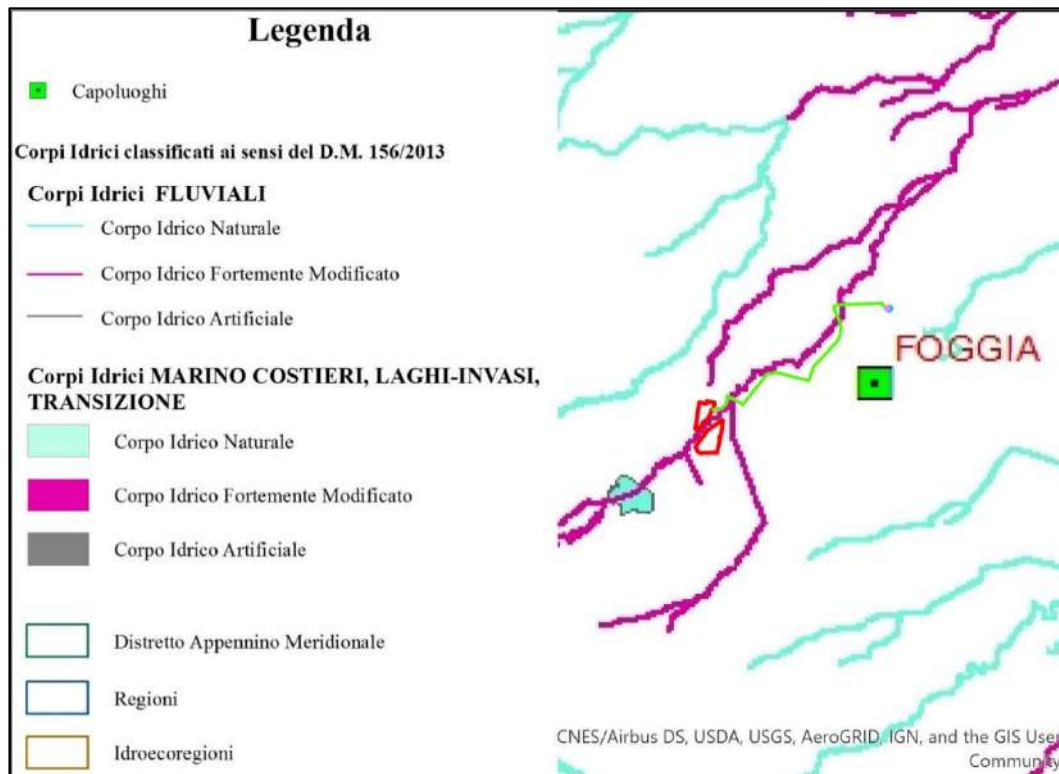 Legenda
Capoluoghi
Corpi Idrici classificati ai sensi del D.M. 156/2013
Corpi Idrici FLUVIALI
Corpo Idrico Naturale
Corpo Idrico Fortemente Modificato
Corpo Idrico Artificiale
Corpi Idrici MARINO COSTIERI, LAGHI-INVASI,
TRANSIZIONE
Corpo Idrico Naturale
Corpo Idrico Fortemente Modificato
Corpo Idrico Artificiale
Distretto Appennino Meridionale
Regioni
Idroecoregioni
FOGGIA
CNES/Airbus DS, USDA, USGS, AeroGRID, IGN, and the GIS User
Community